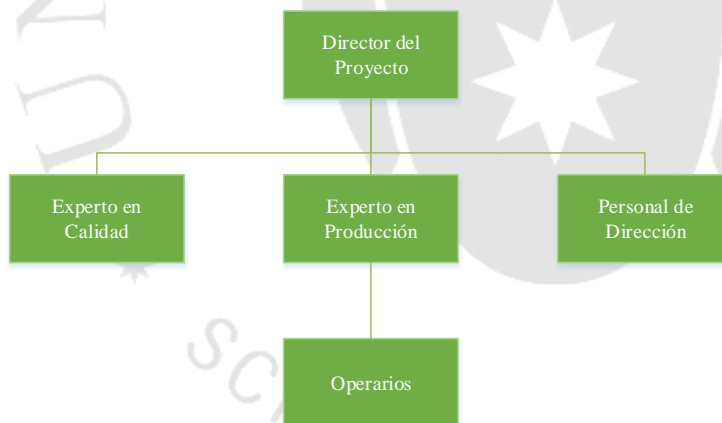 Director del
Proyecto
Experto en
Calidad
Experto en
Producción
Personal de
Dirección
Operarios